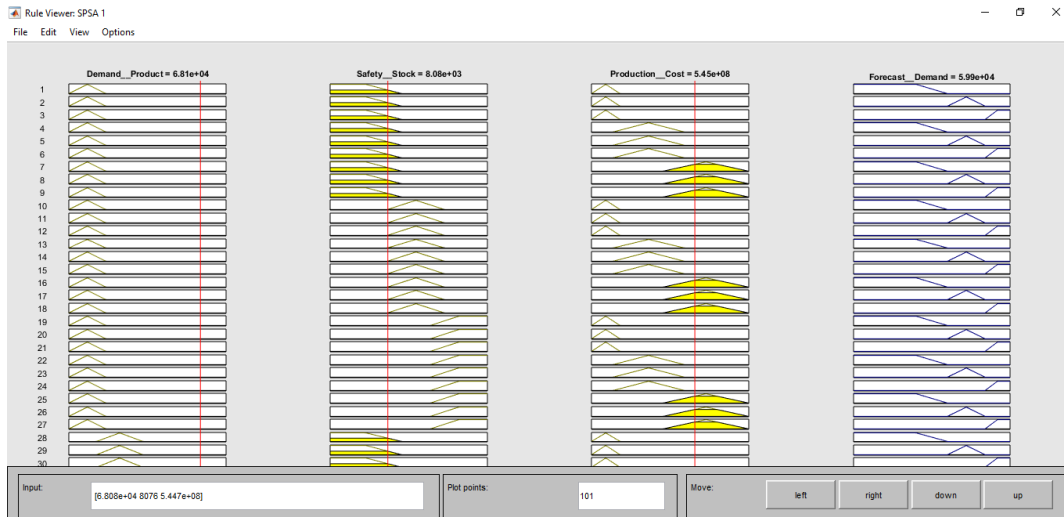 Rule Viewer: SPSA 1
File Edit View Options
Demand__Product = 6.81e+04
Safety__Stock = 8.08e+03
Production__Cost = 5.45e+08
Forecast__Demand = 5.99e+04
1
2
3
4
5
6
7
8
9
10
11
12
13
14
15
16
17
18
19
20
21
22
23
24
25
26
27
28
29
30
Input:
[6.808e+04 8076 5.447e+08]
Plot points:
101
Move:
left
right
down
up